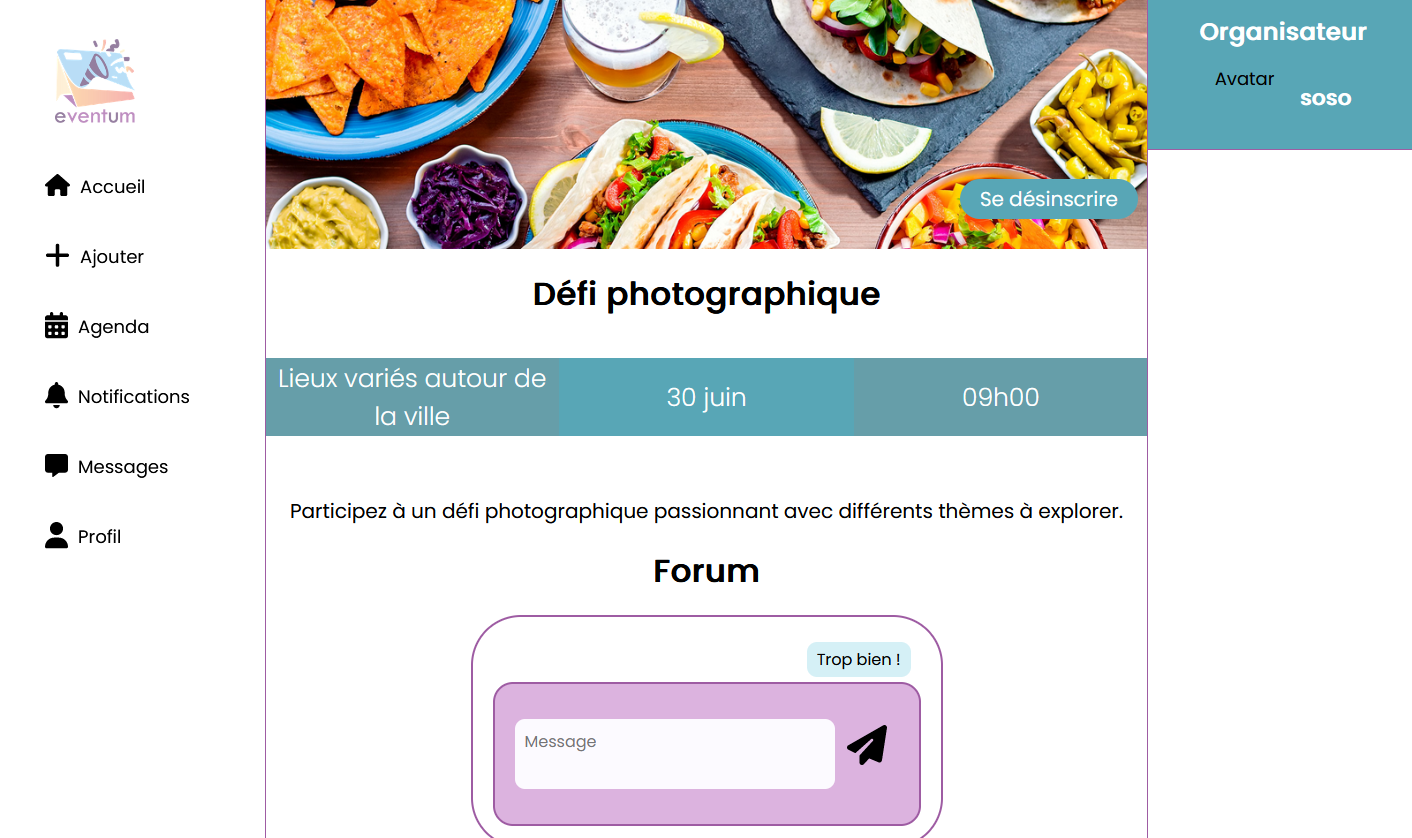 eventum
Accueil
Ajouter
Agenda
Notifications
Messages
Profil
Se désinscrire
Défi photographique
Lieux variés autour de
la ville
30 juin
09h00
Participez à un défi photographique passionnant avec différents thèmes à explorer.
Forum
Trop bien !
Message
Organisateur
Avatar
soso